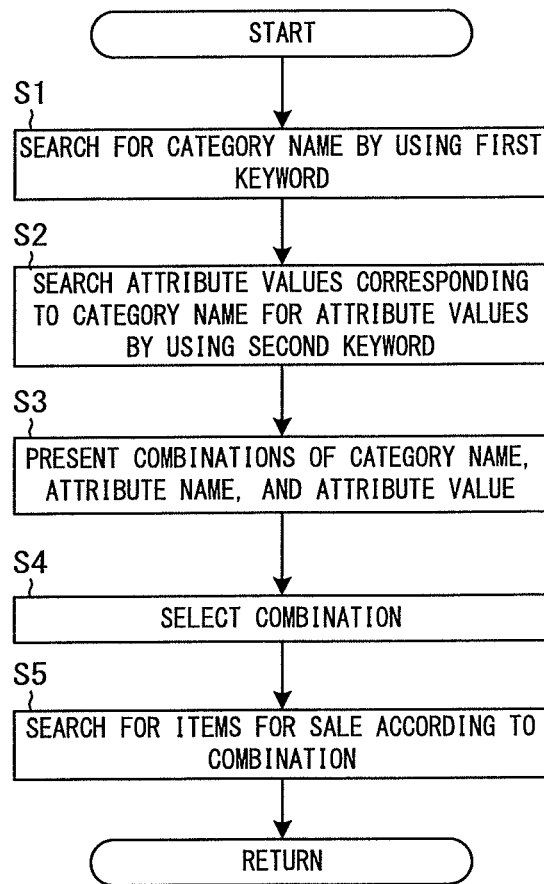 START
S1
SEARCH FOR CATEGORY NAME BY USING FIRST
KEYWORD
S2
SEARCH ATTRIBUTE VALUES CORRESPONDING
TO CATEGORY NAME FOR ATTRIBUTE VALUES
BY USING SECOND KEYWORD
S3
PRESENT COMBINATIONS OF CATEGORY NAME,
ATTRIBUTE NAME, AND ATTRIBUTE VALUE
S4
SELECT COMBINATION
S5
SEARCH FOR ITEMS FOR SALE ACCORDING TO
COMBINATION
RETURN